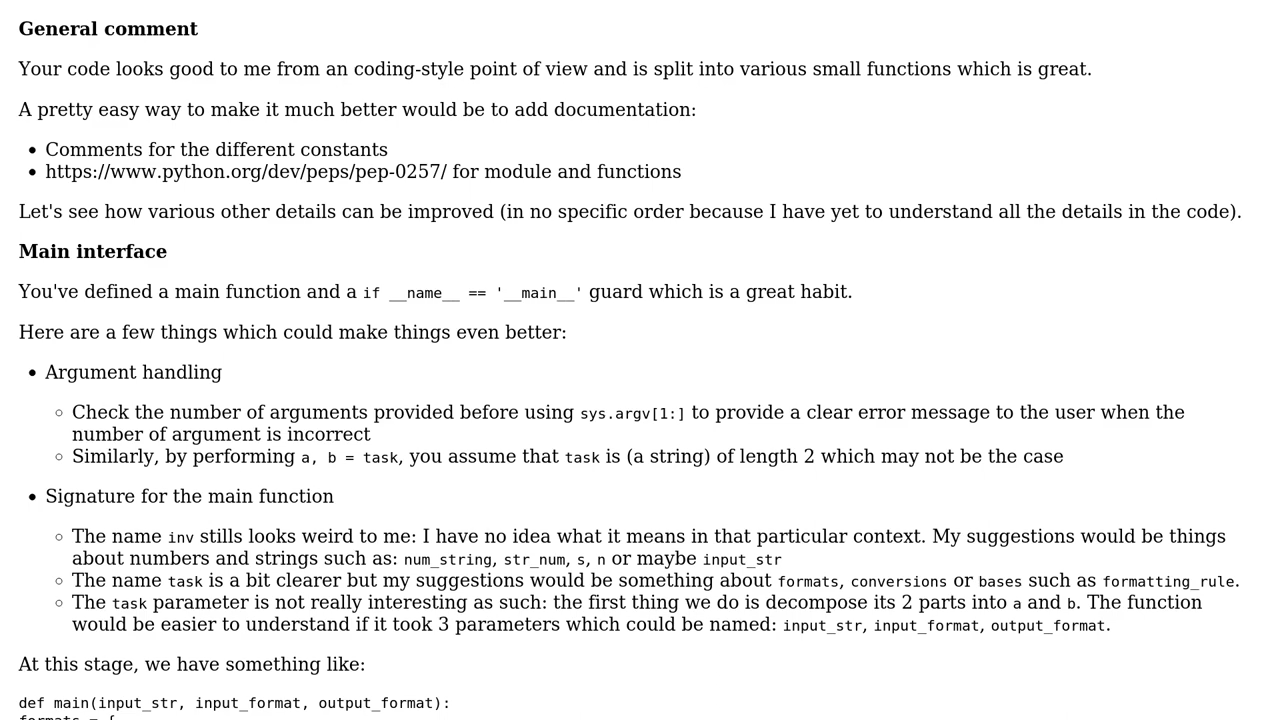 General comment
Your code looks good to me from an coding-style point of view and is split into various small functions which is great.
A pretty easy way to make it much better would be to add documentation:
• Comments for the different constants
• https://www.python.org/dev/peps/pep-0257/ for module and functions
Let's see how various other details can be improved (in no specific order because I have yet to understand all the details in the code).
Main interface
You've defined a main function and a if __name__ == '__main__' guard which is a great habit.
Here are a few things which could make things even better:
• Argument handling
◦ Check the number of arguments provided before using sys.argv[1:] to provide a clear error message to the user when the
number of argument is incorrect
◦ Similarly, by performing a, b = task, you assume that task is (a string) of length 2 which may not be the case
• Signature for the main function
◦ The name inv stills looks weird to me: I have no idea what it means in that particular context. My suggestions would be things
about numbers and strings such as: num_string, str_num, s, n or maybe input_str
◦ The name task is a bit clearer but my suggestions would be something about formats, conversions or bases such as formatting_rule.
◦ The task parameter is not really interesting as such: the first thing we do is decompose its 2 parts into a and b. The function
would be easier to understand if it took 3 parameters which could be named: input_str, input_format, output_format.
At this stage, we have something like:
def main(input_str, input_format, output_format):
formats = {